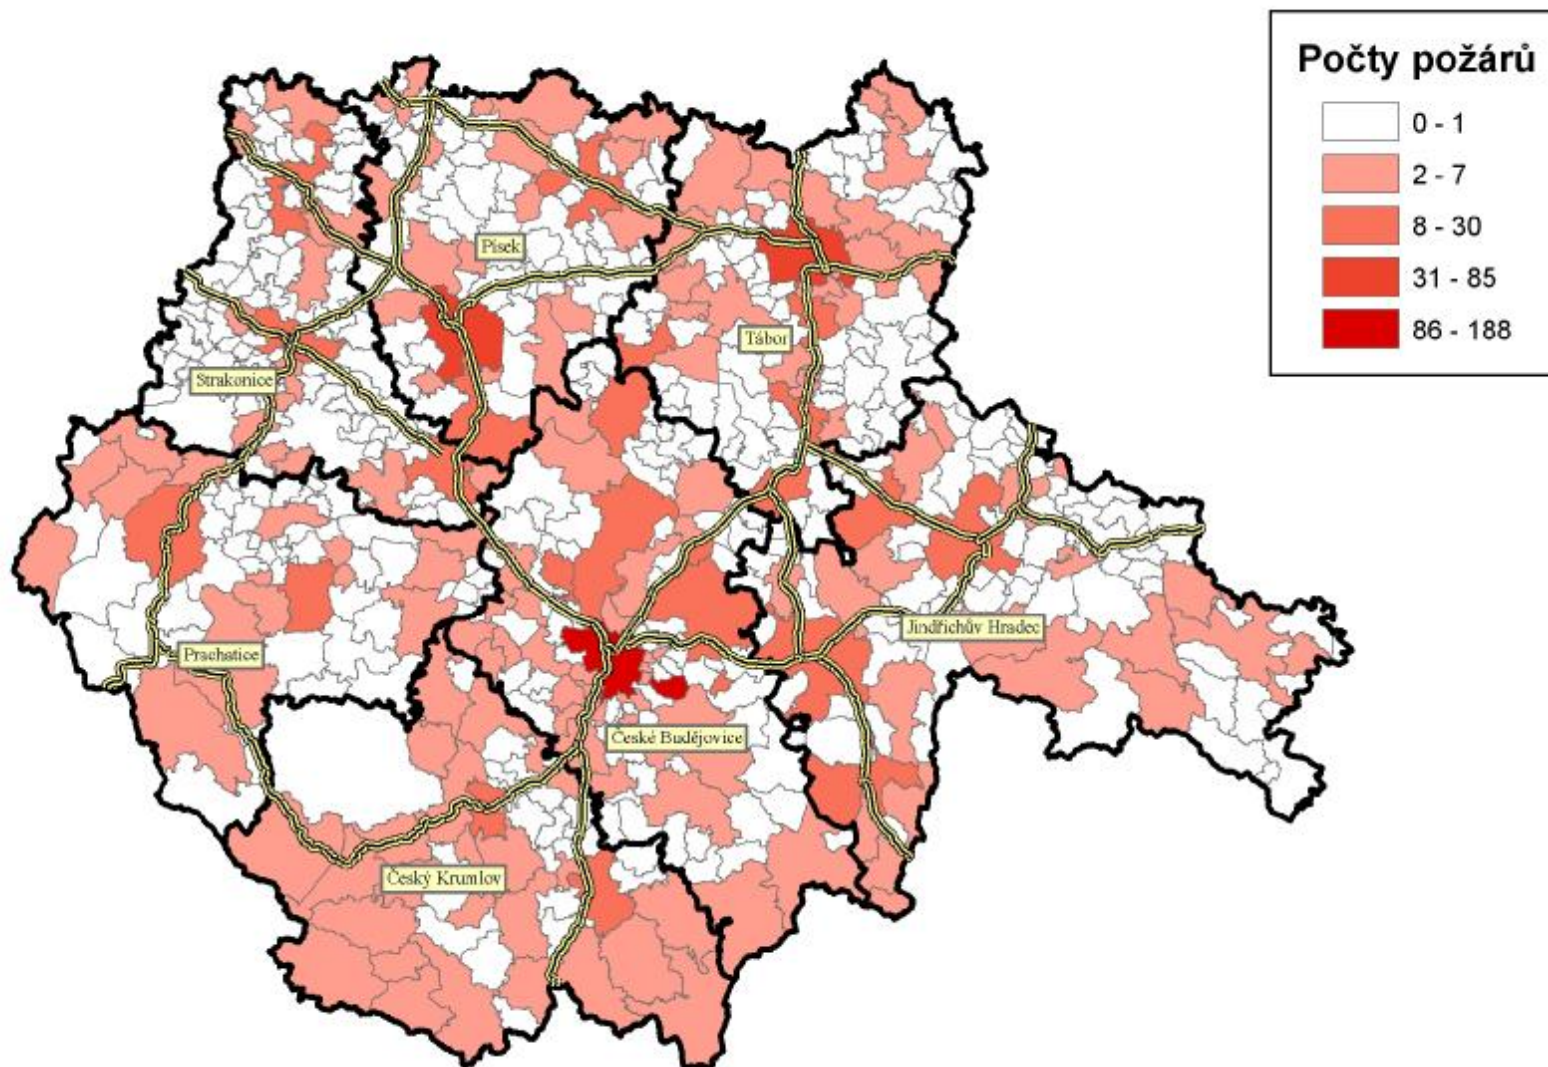 Počty požárů
0 - 1
2 - 7
8 - 30
31 - 85
86 - 188
Písek
Tábor
Strakonice
Jindřichův Hradec
Prachatice
České Budějovice
Český Krumlov